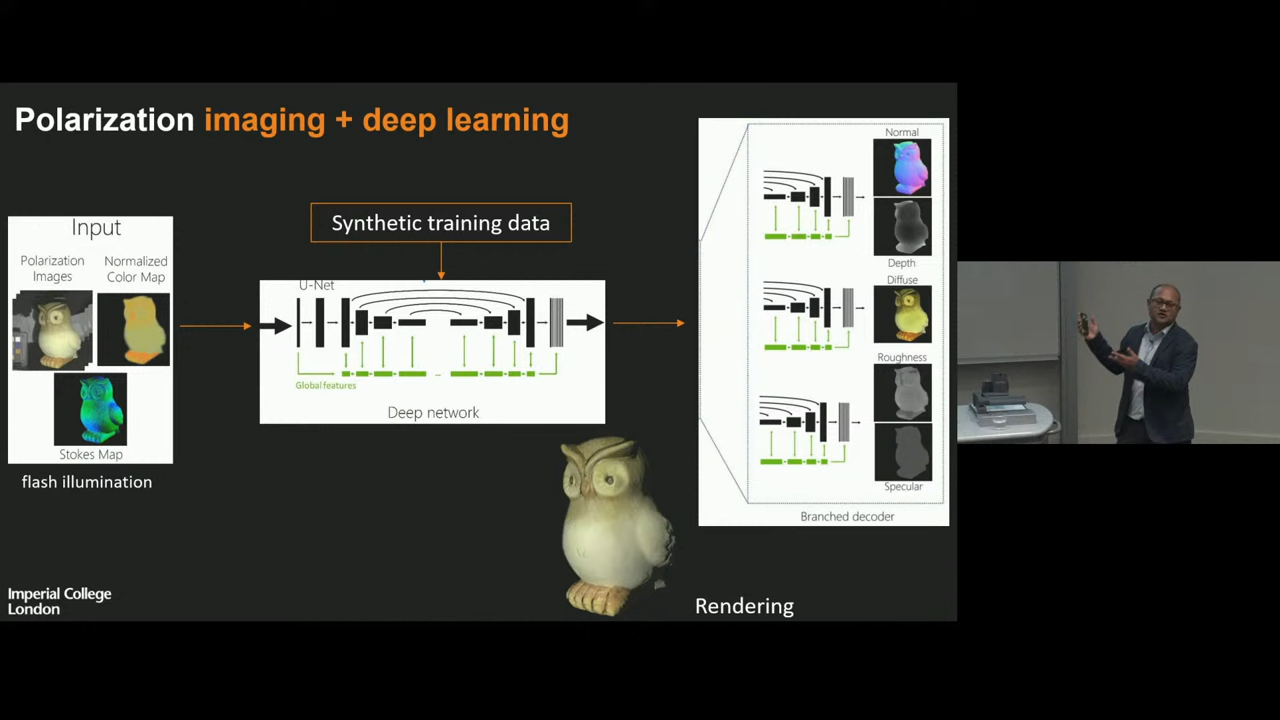 Polarization imaging + deep learning
Input
Polarization
Images
Normalized
Color Map
Stokes Map
flash illumination
Synthetic training data
U-Net
Global features
Deep network
Normal
Depth
Diffuse
Roughness
Specular
Branched decoder
Rendering
Imperial College
London